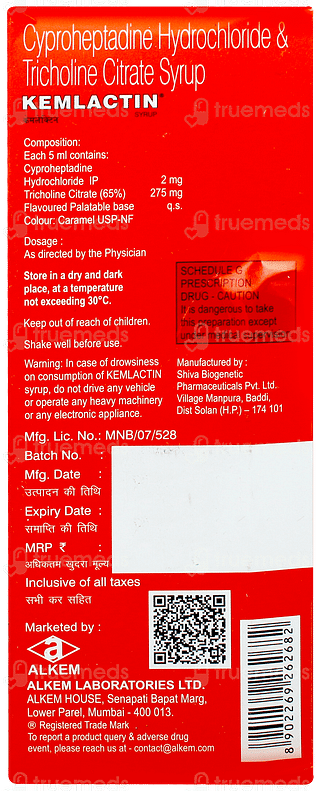 Cyproheptadine Hydrochloride &
Tricholine Citrate Syrup
KEMLACTIN®
SYRUP
Composition:
Each 5 ml contains:
Cyproheptadine
Hydrochloride IP 2 mg
Tricholine Citrate (65%) 275 mg
Flavoured Palatable base q.s.
Colour: Caramel USP-NF
Dosage :
As directed by the Physician
Store in a dry and dark
place, at a temperature
not exceeding 30°C.
Keep out of reach of children.
Shake well before use.
SCHEDULE G
PRESCRIPTION
DRUG - CAUTION
It is dangerous to take
this preparation except
under medical supervision
Warning: In case of drowsiness
on consumption of KEMLACTIN
syrup, do not drive any vehicle
or operate any heavy machinery
or any electronic appliance.
Manufactured by :
Shiva Biogenetic
Pharmaceuticals Pvt. Ltd.
Village Manpura, Baddi,
Dist Solan (H.P.) – 174 101
Mfg. Lic. No.: MNB/07/528
Batch No. :
Mfg. Date :
उत्पादन की तिथि
Expiry Date :
समाप्ति की तिथि
MRP ₹ :
अधिकतम खुदरा मूल्य
Inclusive of all taxes
सभी कर सहित
Marketed by :
ALKEM
ALKEM LABORATORIES LTD.
ALKEM HOUSE, Senapati Bapat Marg,
Lower Parel, Mumbai - 400 013.
® Registered Trade Mark
To report a product query & adverse drug
event, please reach us at - contact@alkem.com
8902269262682
truemeds